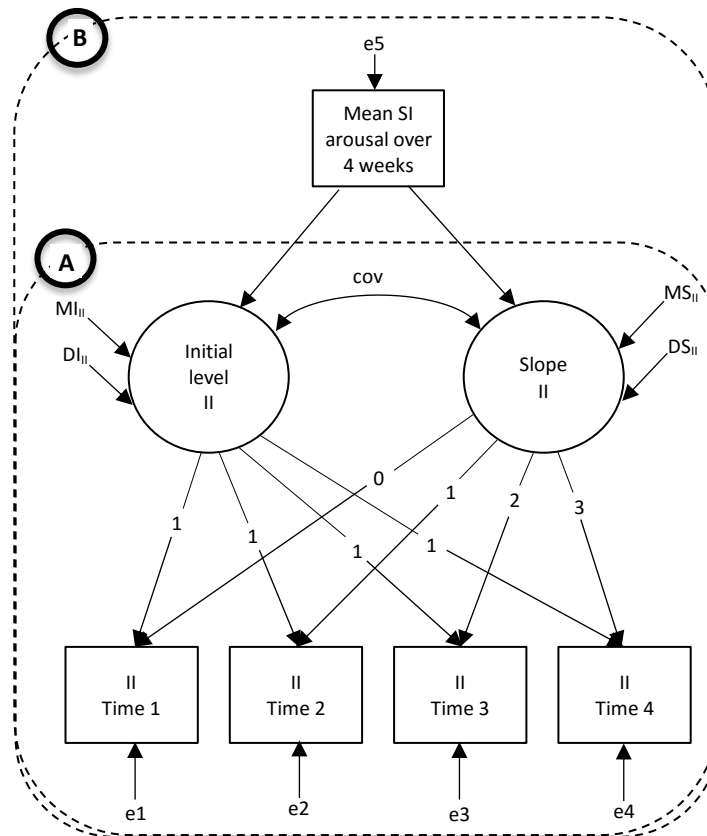 B
e5
Mean SI
arousal over
4 weeks
A
cov
MI_II
DI_II
Initial
level
II
Slope
II
MS_II
DS_II
0
1
2
3
1
1
1
1
II
Time 1
II
Time 2
II
Time 3
II
Time 4
e1
e2
e3
e4